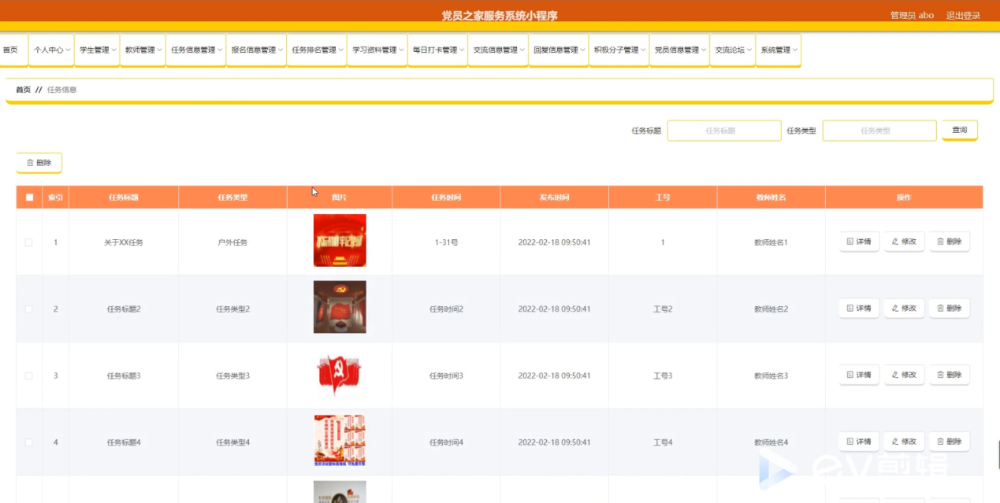 党员之家服务系统小程序
管理员 abo 退出登录
首页 个人中心 学生管理 教师管理 任务信息管理 报名信息管理 任务排名管理 学习资料管理 每日打卡管理 交流信息管理 回复信息管理 积极分子管理 党员信息管理 交流论坛 系统管理
首页 // 任务信息
任务标题 任务标题 任务类型 任务类型 查询
删除
索引 任务标题 任务类型 图片 任务时间 发布时间 工号 教师姓名 操作
1 关于XX任务 户外任务 1-31号 2022-02-18 09:50:41 1 教师姓名1 详情 修改 删除
2 任务标题2 任务类型2 任务时间2 2022-02-18 09:50:41 工号2 教师姓名2 详情 修改 删除
3 任务标题3 任务类型3 任务时间3 2022-02-18 09:50:41 工号3 教师姓名3 详情 修改 删除
4 任务标题4 任务类型4 任务时间4 2022-02-18 09:50:41 工号4 教师姓名4 详情 修改 删除
ev剪辑